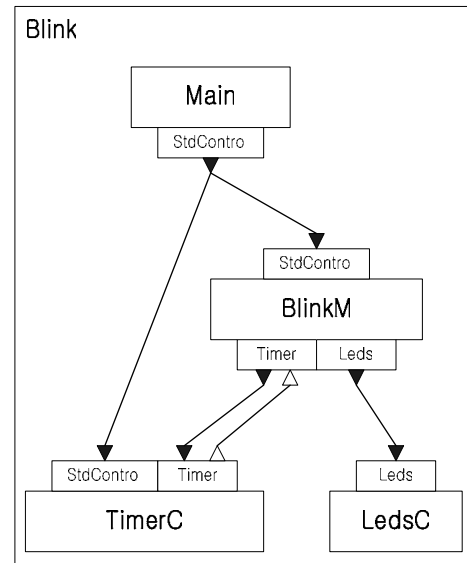 Blink
Main
StdContro
StdContro
BlinkM
Timer Leds
StdContro Timer Leds
TimerC LedsC